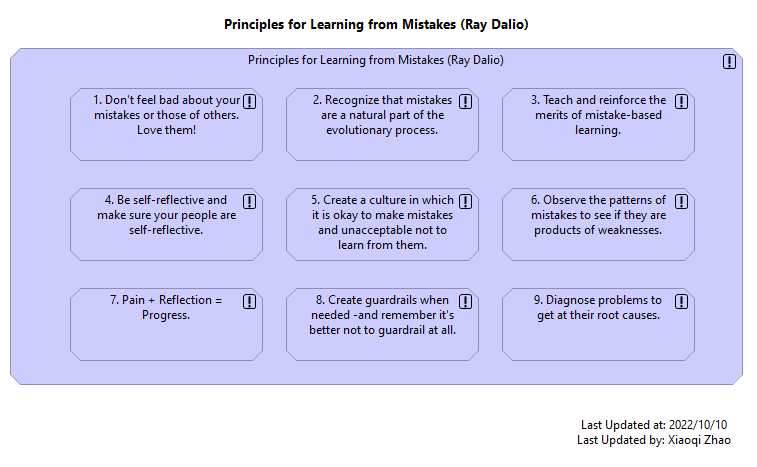 Principles for Learning from Mistakes (Ray Dalio)
Principles for Learning from Mistakes (Ray Dalio)
1. Don't feel bad about your
mistakes or those of others.
Love them!
2. Recognize that mistakes
are a natural part of the
evolutionary process.
3. Teach and reinforce the
merits of mistake-based
learning.
4. Be self-reflective and
make sure your people are
self-reflective.
5. Create a culture in which
it is okay to make mistakes
and unacceptable not to
learn from them.
6. Observe the patterns of
mistakes to see if they are
products of weaknesses.
7. Pain + Reflection =
Progress.
8. Create guardrails when
needed -and remember it's
better not to guardrail at all.
9. Diagnose problems to
get at their root causes.
Last Updated at: 2022/10/10
Last Updated by: Xiaoqi Zhao